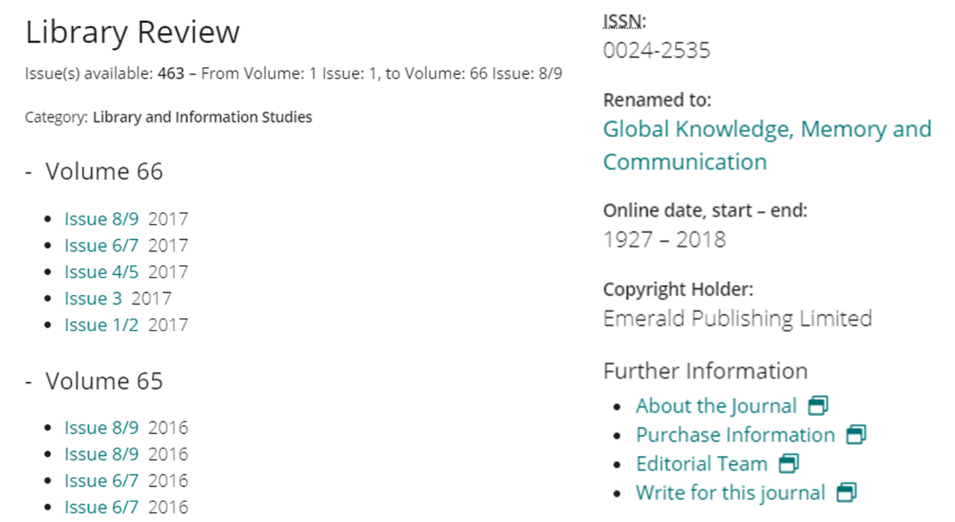 Library Review
Issue(s) available: 463 – From Volume: 1 Issue: 1, to Volume: 66 Issue: 8/9
Category: Library and Information Studies
- Volume 66
• Issue 8/9 2017
• Issue 6/7 2017
• Issue 4/5 2017
• Issue 3 2017
• Issue 1/2 2017
- Volume 65
• Issue 8/9 2016
• Issue 8/9 2016
• Issue 6/7 2016
• Issue 6/7 2016
ISSN:
0024-2535
Renamed to:
Global Knowledge, Memory and
Communication
Online date, start – end:
1927 – 2018
Copyright Holder:
Emerald Publishing Limited
Further Information
• About the Journal
• Purchase Information
• Editorial Team
• Write for this journal